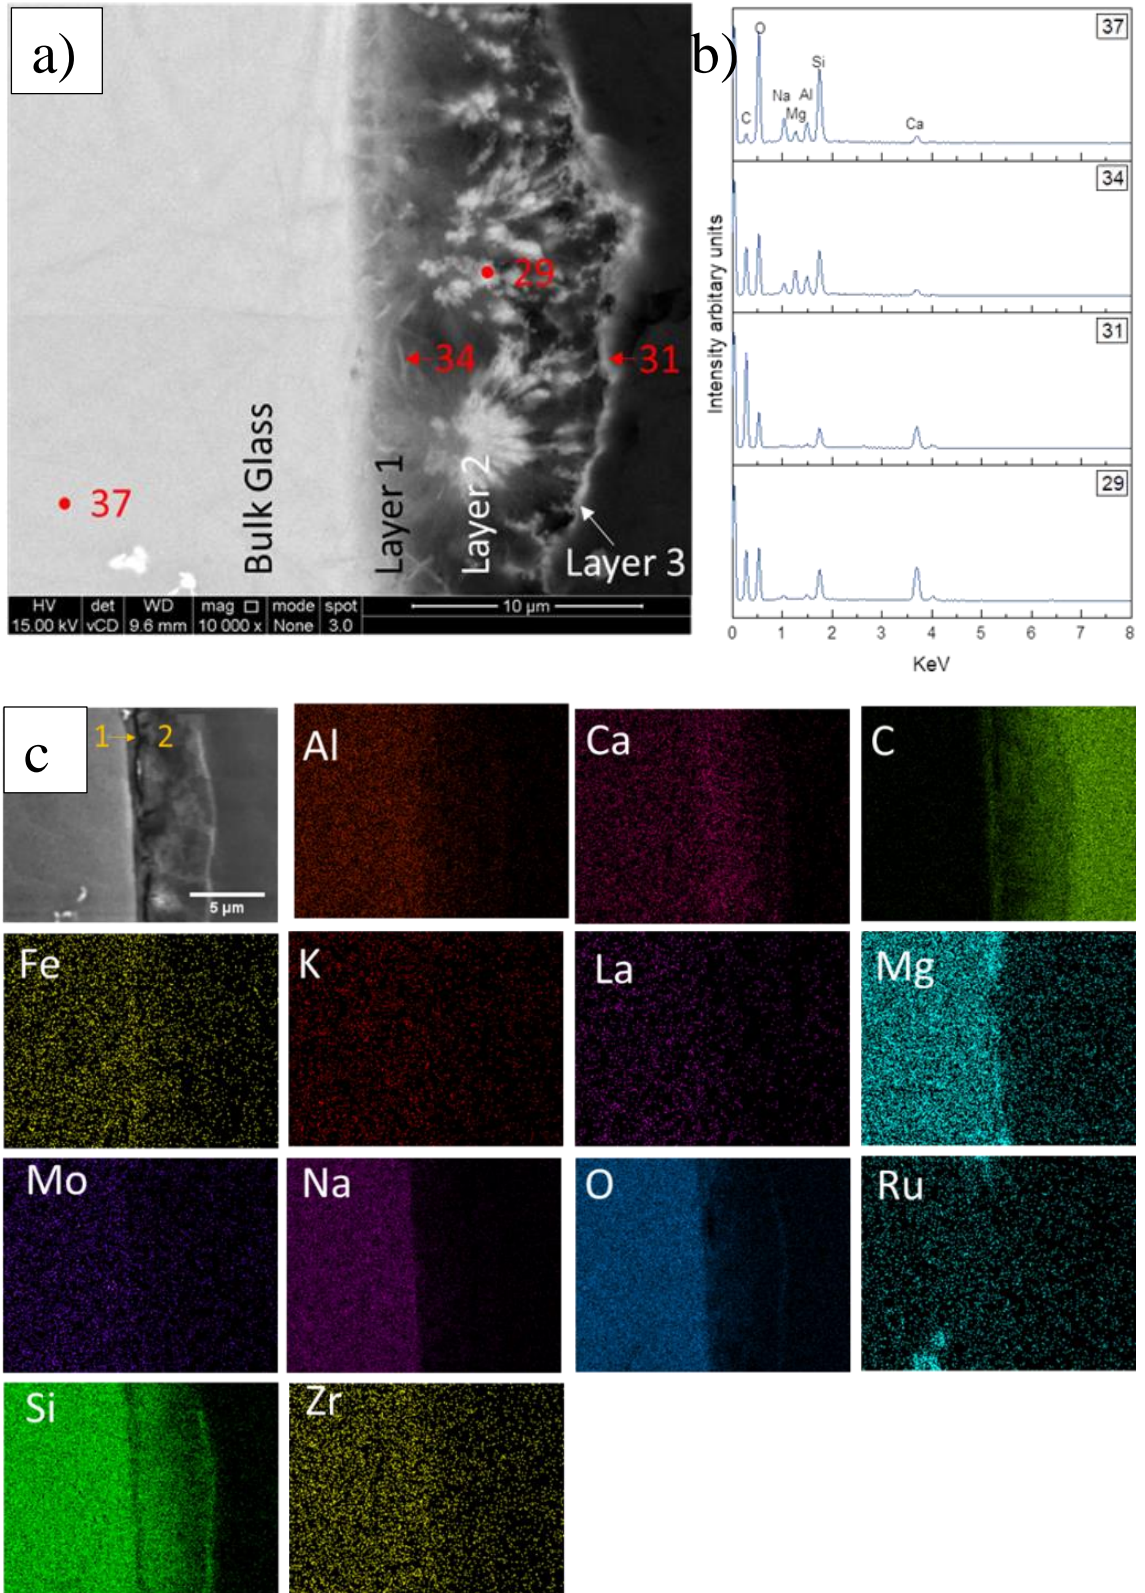 a)
29
34
31
37
Bulk Glass
Layer 1
Layer 2
Layer 3
HV det WD mag □ mode spot
15.00 kV vCD 9.6 mm 10 000 x None 3.0
10 µm
b)
37
O
Si
Na Al
Mg
C
Ca
34
31
29
Intensity arbitary units
0 1 2 3 4 5 6 7 8
KeV
c
1 2
5 µm
Al
Ca
C
Fe
K
La
Mg
Mo
Na
O
Ru
Si
Zr